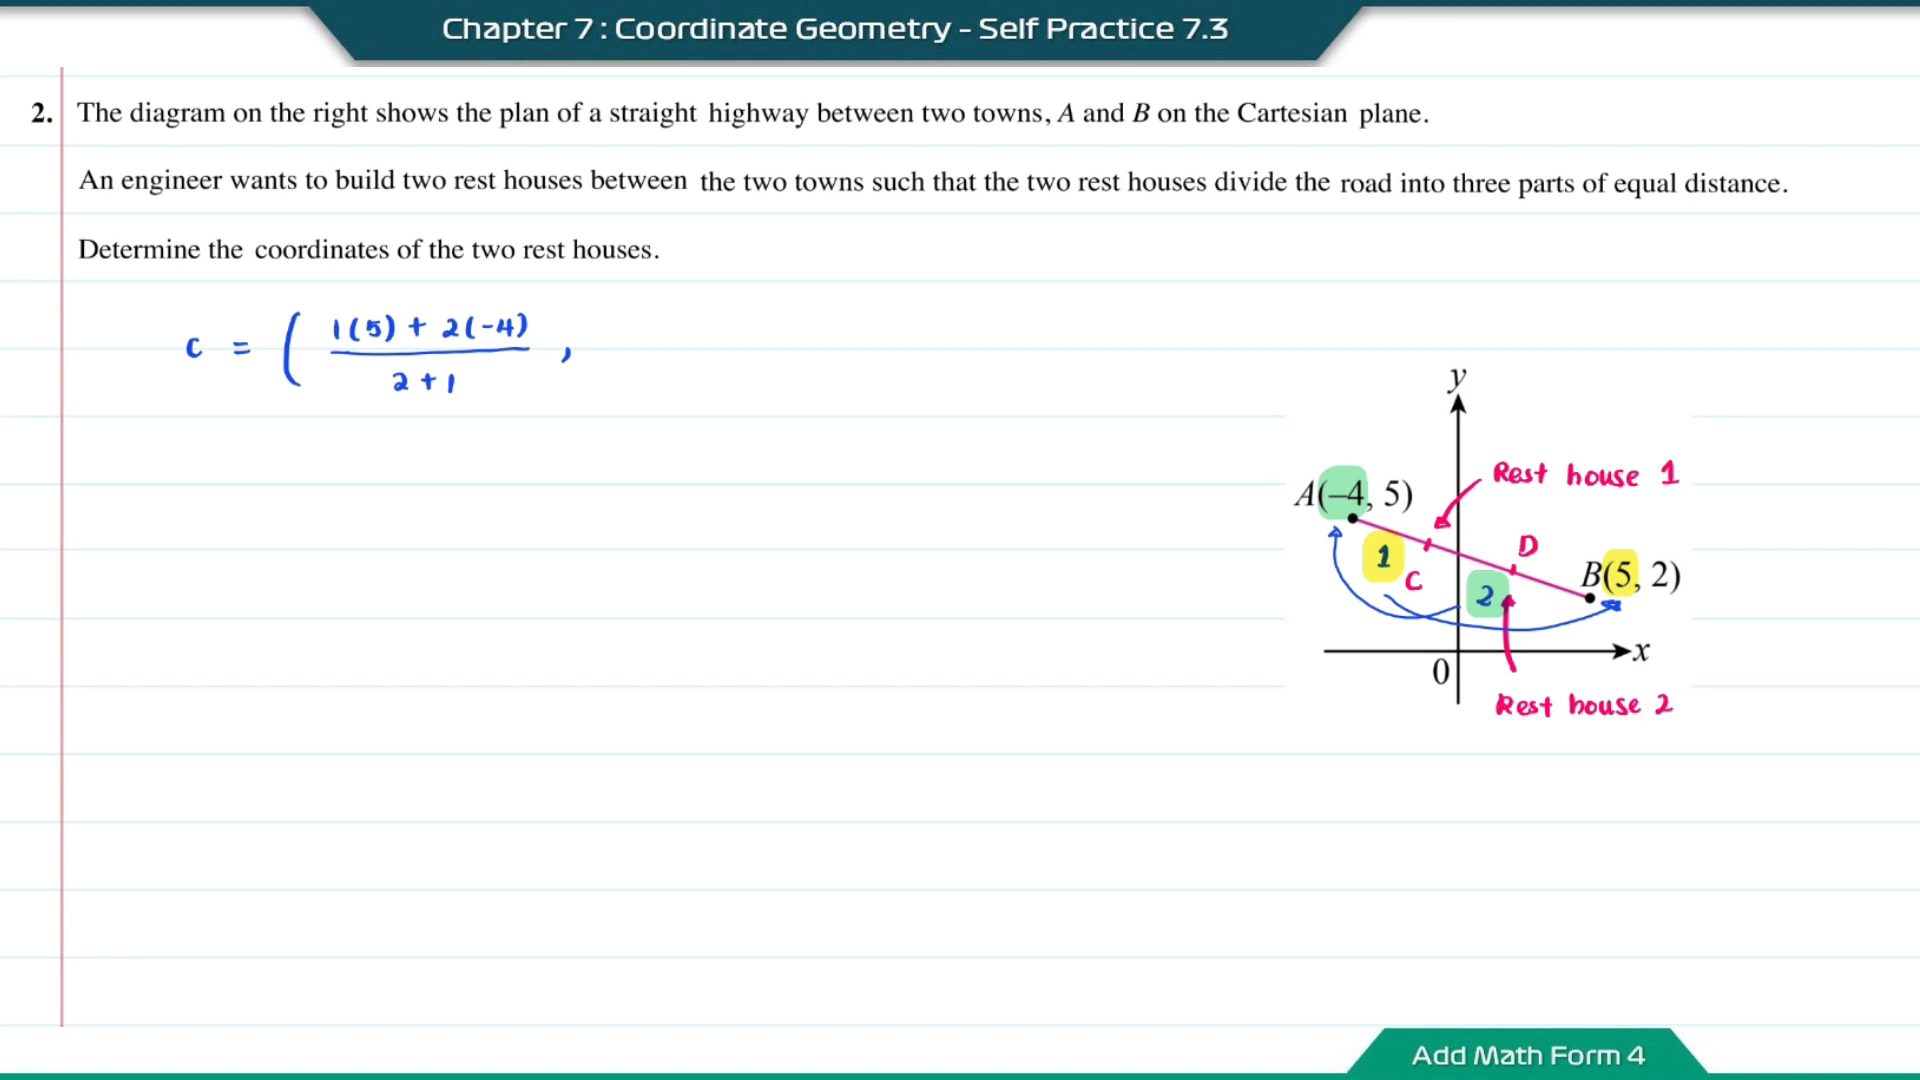 Chapter 7 : Coordinate Geometry - Self Practice 7.3
2. The diagram on the right shows the plan of a straight highway between two towns, A and B on the Cartesian plane.
An engineer wants to build two rest houses between the two towns such that the two rest houses divide the road into three parts of equal distance.
Determine the coordinates of the two rest houses.
C = ( 1(5) + 2(-4)
2 + 1
,
y
Rest house 1
A(–4, 5)
D
1
C
B(5, 2)
2
x
0
Rest house 2
Add Math Form 4